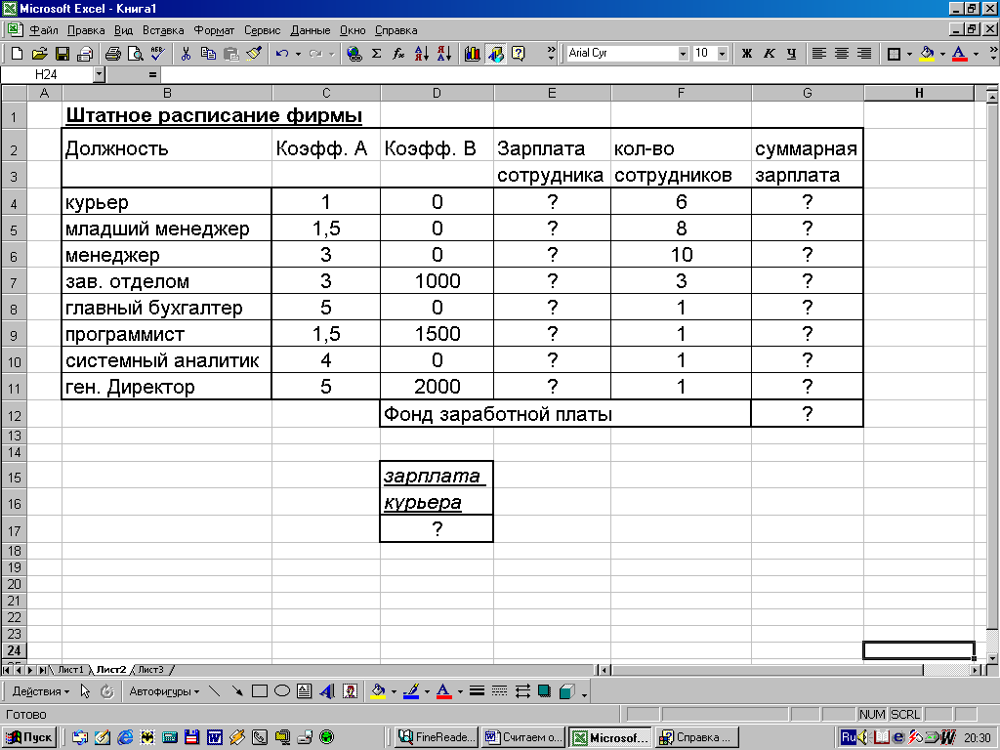 Microsoft Excel - Книга1
Файл Правка Вид Вставка Формат Сервис Данные Окно Справка
Arial Cyr 10 Ж К Ч
H24 =
A B C D E F G H
1 Штатное расписание фирмы
2 Должность Коэфф. А Коэфф. В Зарплата кол-во суммарная
3 сотрудника сотрудников зарплата
4 курьер 1 0 ? 6 ?
5 младший менеджер 1,5 0 ? 8 ?
6 менеджер 3 0 ? 10 ?
7 зав. отделом 3 1000 ? 3 ?
8 главный бухгалтер 5 0 ? 1 ?
9 программист 1,5 1500 ? 1 ?
10 системный аналитик 4 0 ? 1 ?
11 ген. Директор 5 2000 ? 1 ?
12 Фонд заработной платы ?
13
14
15 зарплата
16 курьера
17 ?
18
19
20
21
22
23
24
Лист1 Лист2 Лист3
Действия Автофигуры
Готово NUM SCRL
Пуск FineReade... Считаем о... Microsof... Справка ... Ru 20:30